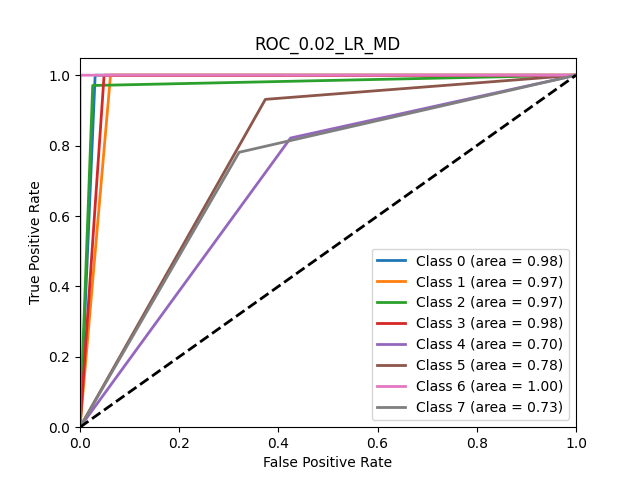 ROC_0.02_LR_MD
True Positive Rate
1.0
0.8
0.6
0.4
0.2
0.0
Class 0 (area = 0.98)
Class 1 (area = 0.97)
Class 2 (area = 0.97)
Class 3 (area = 0.98)
Class 4 (area = 0.70)
Class 5 (area = 0.78)
Class 6 (area = 1.00)
Class 7 (area = 0.73)
0.0 0.2 0.4 0.6 0.8 1.0
False Positive Rate